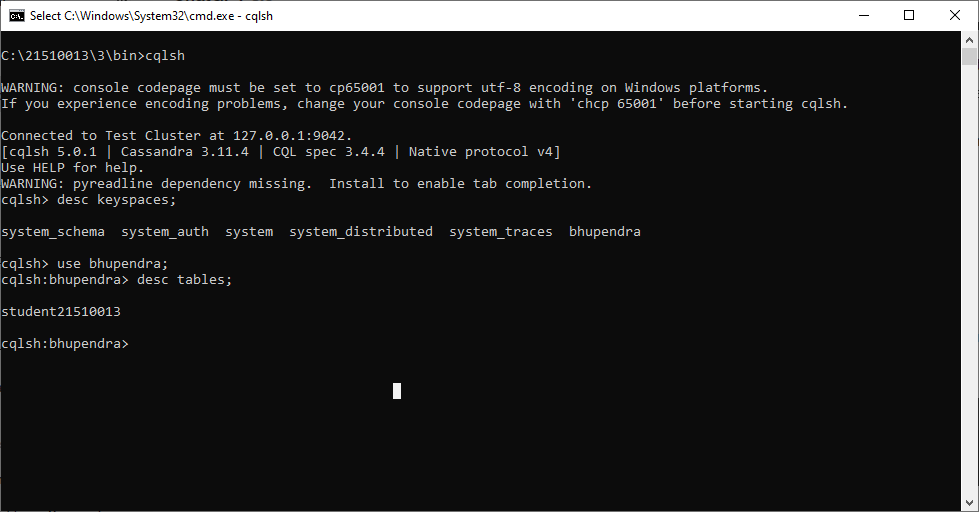 Select C:\Windows\System32\cmd.exe - cqlsh
C:\21510013\3\bin>cqlsh
WARNING: console codepage must be set to cp65001 to support utf-8 encoding on Windows platforms.
If you experience encoding problems, change your console codepage with 'chcp 65001' before starting cqlsh.
Connected to Test Cluster at 127.0.0.1:9042.
[cqlsh 5.0.1 | Cassandra 3.11.4 | CQL spec 3.4.4 | Native protocol v4]
Use HELP for help.
WARNING: pyreadline dependency missing.  Install to enable tab completion.
cqlsh> desc keyspaces;
system_schema  system_auth  system  system_distributed  system_traces  bhupendra
cqlsh> use bhupendra;
cqlsh:bhupendra> desc tables;
student21510013
cqlsh:bhupendra>